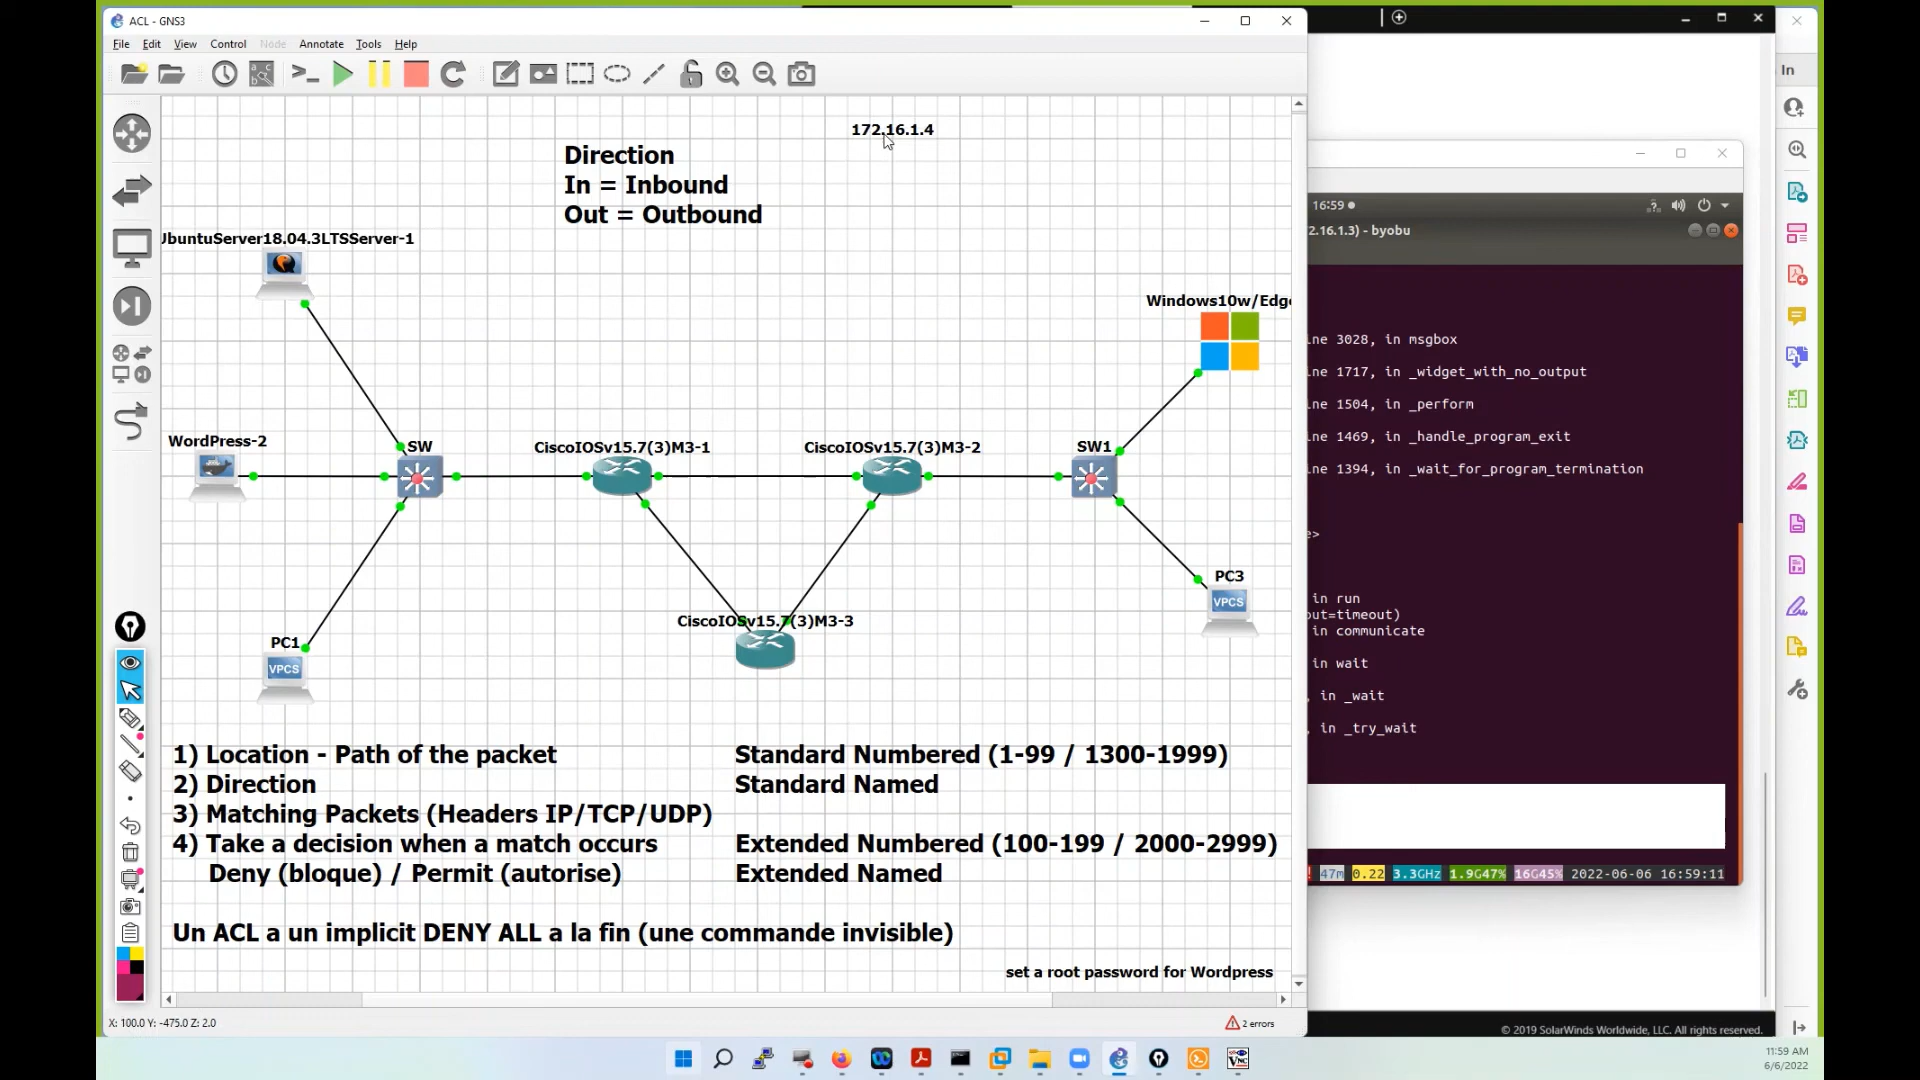 ACL - GNS3
File Edit View Control Node Annotate Tools Help
172.16.1.4
Direction
In = Inbound
Out = Outbound
UbuntuServer18.04.3LTSServer-1
Windows10w/Edge
WordPress-2
SW
CiscoIOSv15.7(3)M3-1
CiscoIOSv15.7(3)M3-2
SW1
PC3
VPCS
CiscoIOSv15.7(3)M3-3
PC1
VPCS
1) Location - Path of the packet
2) Direction
3) Matching Packets (Headers IP/TCP/UDP)
4) Take a decision when a match occurs
Deny (bloque) / Permit (autorise)
Standard Numbered (1-99 / 1300-1999)
Standard Named
Extended Numbered (100-199 / 2000-2999)
Extended Named
Un ACL a un implicit DENY ALL a la fin (une commande invisible)
set a root password for Wordpress
X: 100.0 Y: -475.0 Z: 2.0
2 errors
In
16:59
2.16.1.3) - byobu
ine 3028, in msgbox
ine 1717, in _widget_with_no_output
ine 1504, in _perform
ine 1469, in _handle_program_exit
ine 1394, in _wait_for_program_termination
e>
in run
out=timeout)
in communicate
in wait
, in _wait
, in _try_wait
! 47m 0.22 3.3GHz 1.9G47% 16G45% 2022-06-06 16:59:11
© 2019 SolarWinds Worldwide, LLC. All rights reserved.
11:59 AM
6/6/2022